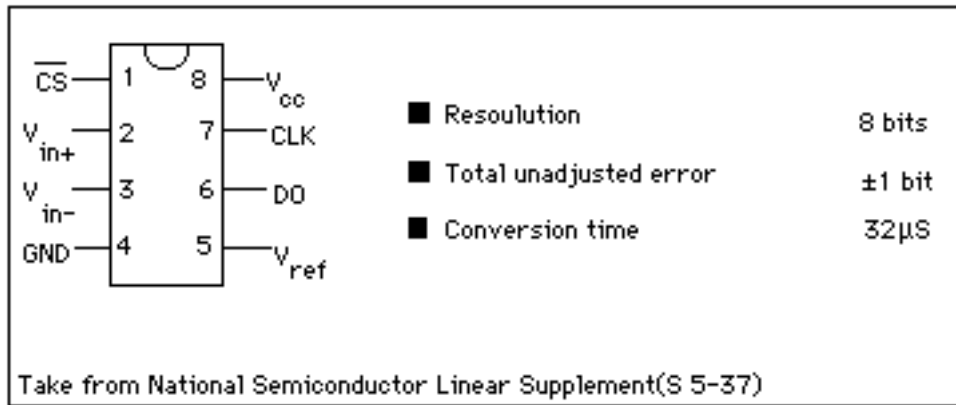 CS 1 8 Vcc
Vin+ 2 7 CLK
Vin- 3 6 DO
GND 4 5 Vref
■ Resoulution 8 bits
■ Total unadjusted error ±1 bit
■ Conversion time 32µS
Take from National Semiconductor Linear Supplement(S 5-37)